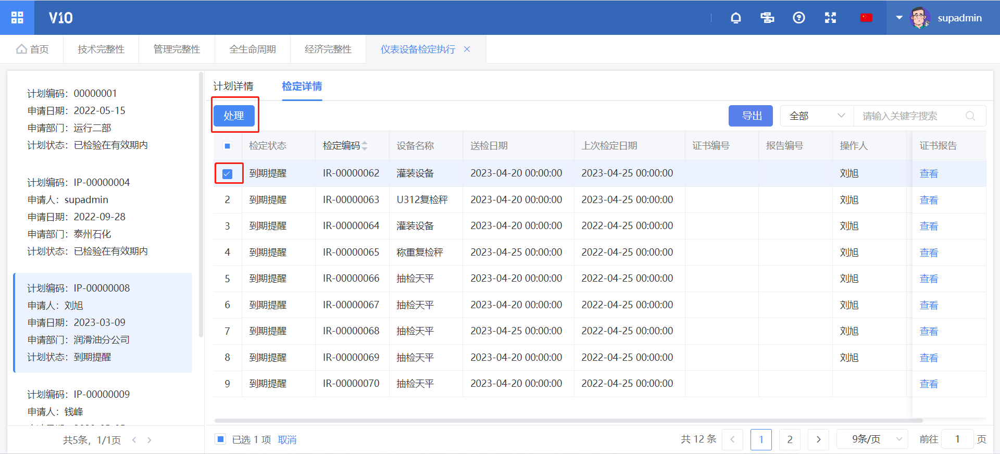 V10
supadmin
首页
技术完整性
管理完整性
全生命周期
经济完整性
仪表设备检定执行
计划编码：00000001
申请日期：2022-05-15
申请部门：运行二部
计划状态：已检验在有效期内
计划编码：IP-00000004
申请人：supadmin
申请日期：2022-09-28
申请部门：泰州石化
计划状态：已检验在有效期内
计划编码：IP-00000008
申请人：刘旭
申请日期：2023-03-09
申请部门：润滑油分公司
计划状态：到期提醒
计划编码：IP-00000009
申请人：钱峰
共5条，1/1页
计划详情
检定详情
处理
导出
全部
请输入关键字搜索
检定状态 检定编码 设备名称 送检日期 上次检定日期 证书编号 报告编号 操作人 证书报告
到期提醒 IR-00000062 灌装设备 2023-04-20 00:00:00 2023-04-25 00:00:00 刘旭 查看
2 到期提醒 IR-00000063 U312复检秤 2023-04-20 00:00:00 2023-04-25 00:00:00 刘旭 查看
3 到期提醒 IR-00000064 灌装设备 2023-04-20 00:00:00 2022-04-25 00:00:00 刘旭 查看
4 到期提醒 IR-00000065 称重复检秤 2023-04-25 00:00:00 2022-04-25 00:00:00 刘旭 查看
5 到期提醒 IR-00000066 抽检天平 2023-04-20 00:00:00 2022-04-25 00:00:00 刘旭 查看
6 到期提醒 IR-00000067 抽检天平 2023-04-20 00:00:00 2022-04-25 00:00:00 刘旭 查看
7 到期提醒 IR-00000068 抽检天平 2023-04-25 00:00:00 2022-04-25 00:00:00 刘旭 查看
8 到期提醒 IR-00000069 抽检天平 2023-04-20 00:00:00 2022-04-25 00:00:00 刘旭 查看
9 到期提醒 IR-00000070 抽检天平 2023-04-20 00:00:00 2022-04-25 00:00:00 查看
已选 1 项 取消
共 12 条 1 2 9条/页 前往 1 页